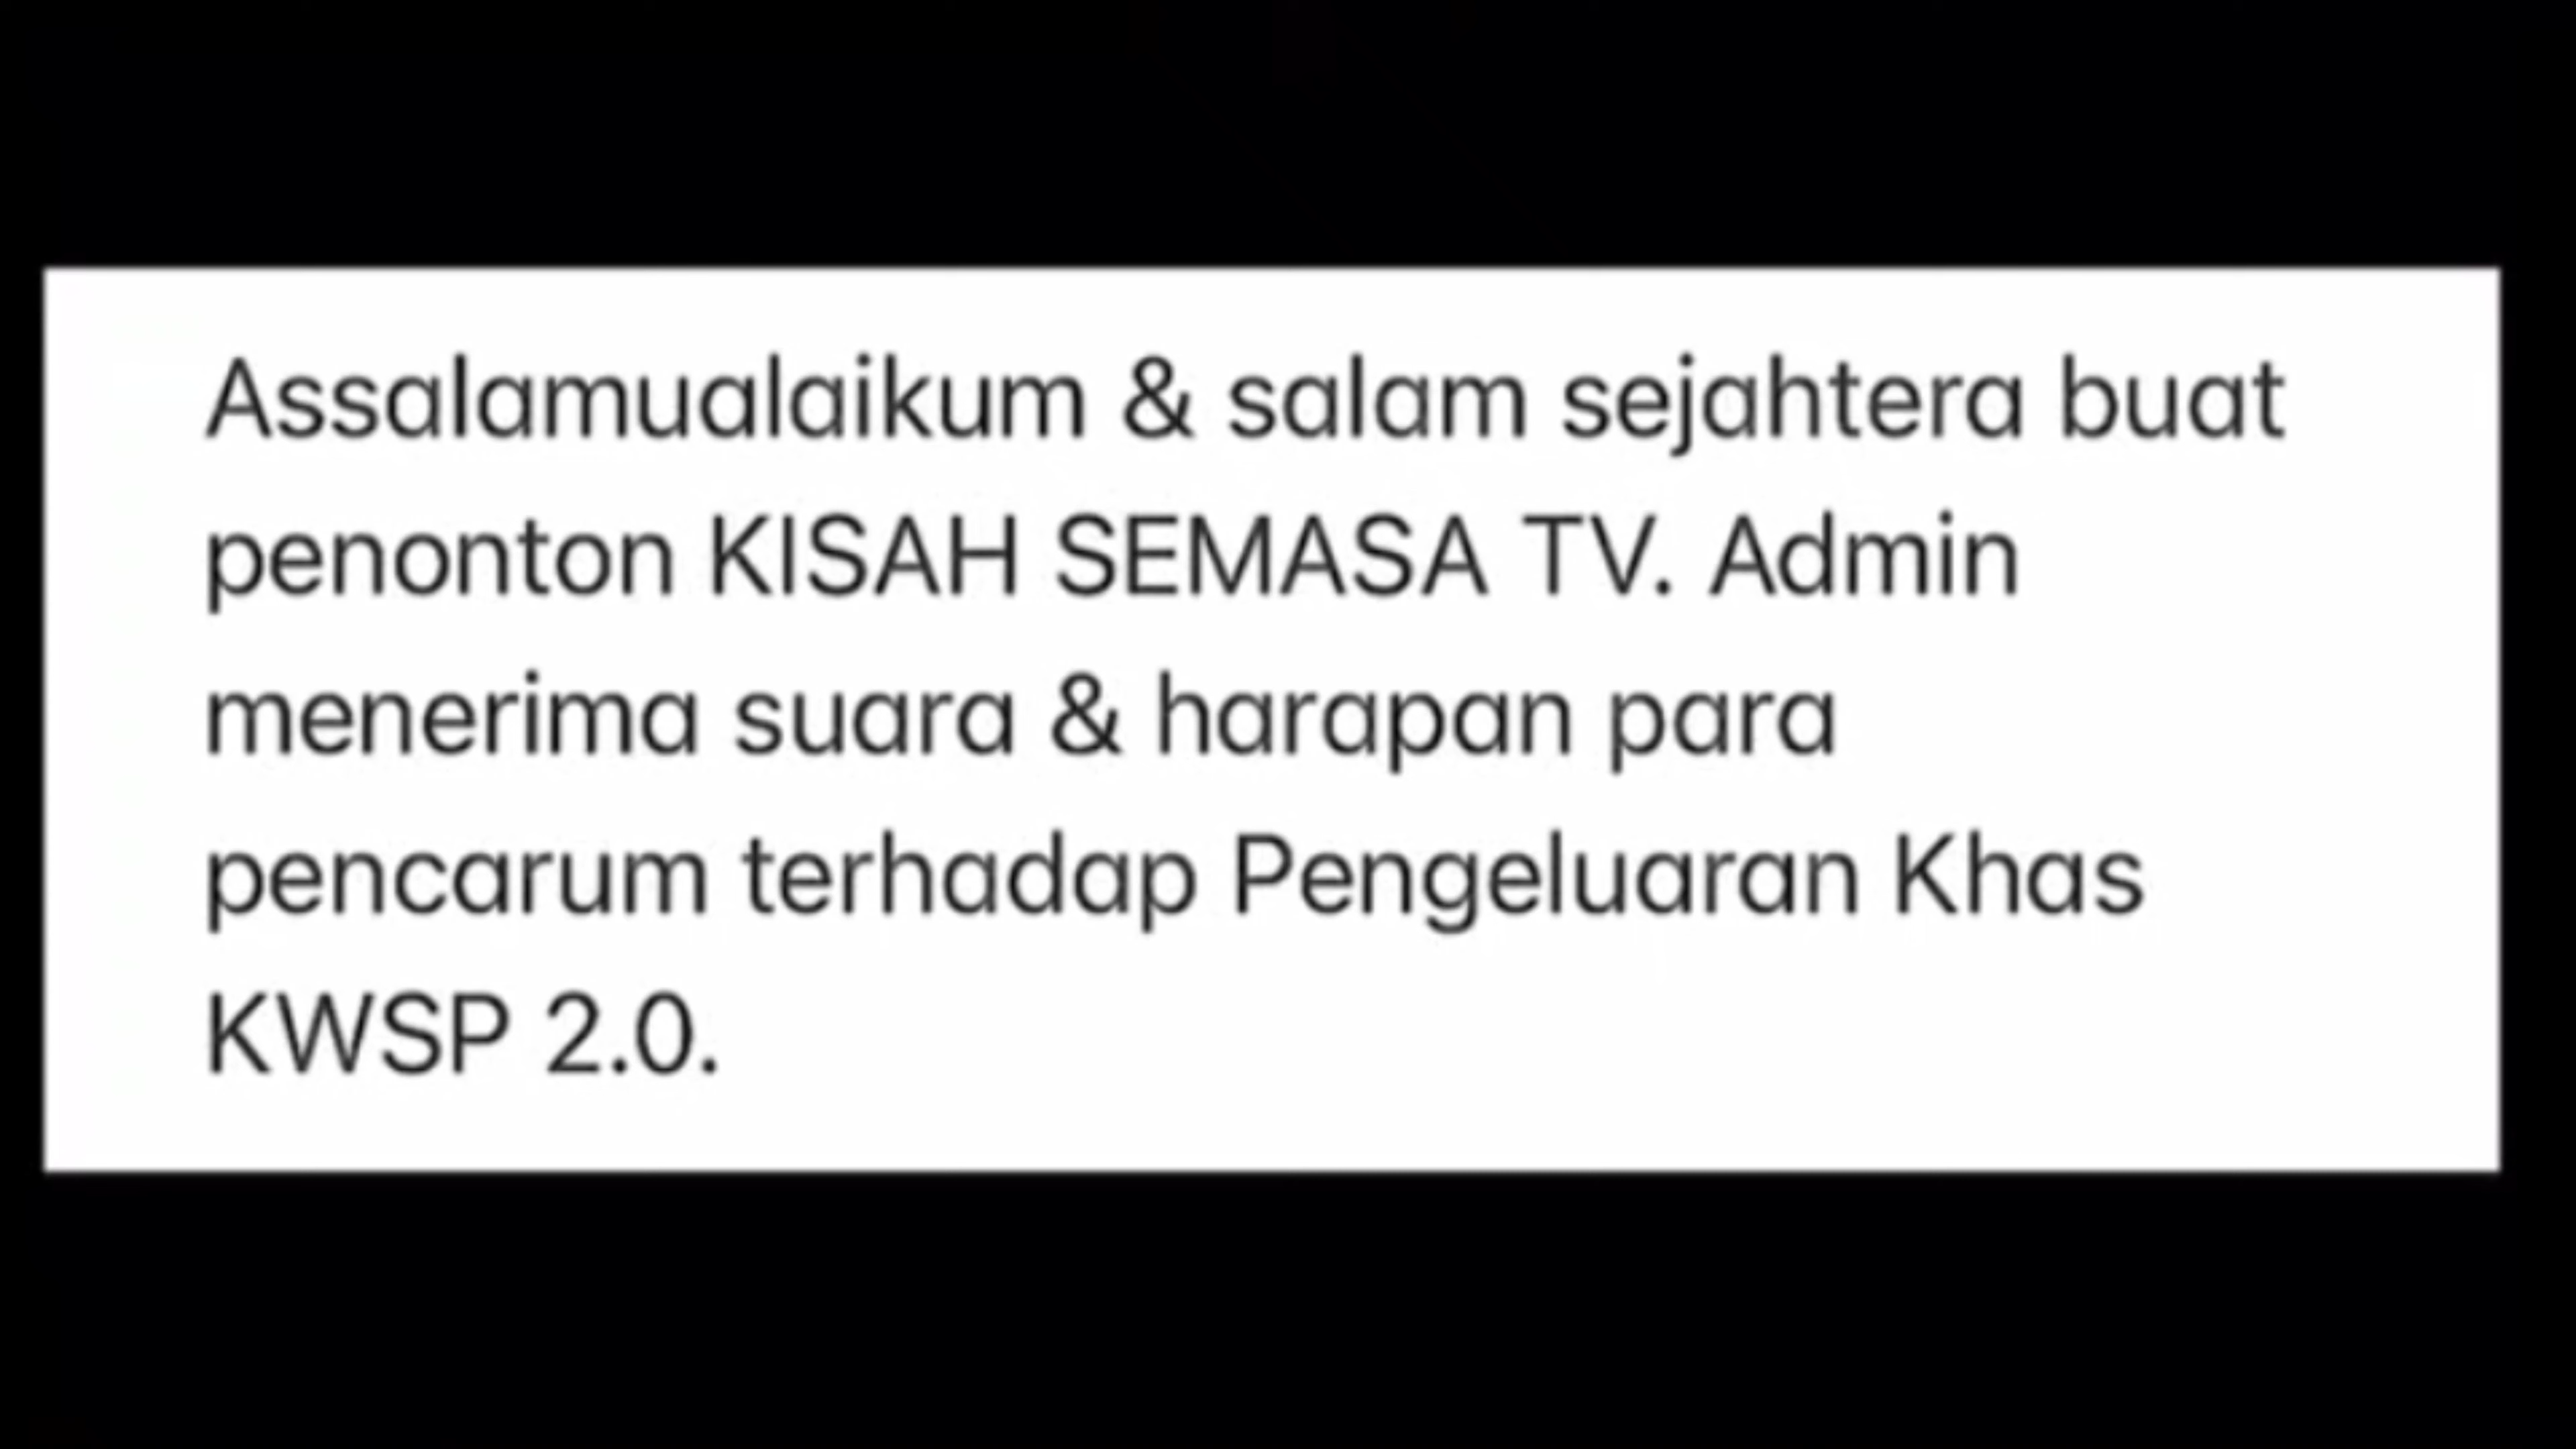 Assalamualaikum & salam sejahtera buat
penonton KISAH SEMASA TV. Admin
menerima suara & harapan para
pencarum terhadap Pengeluaran Khas
KWSP 2.0.